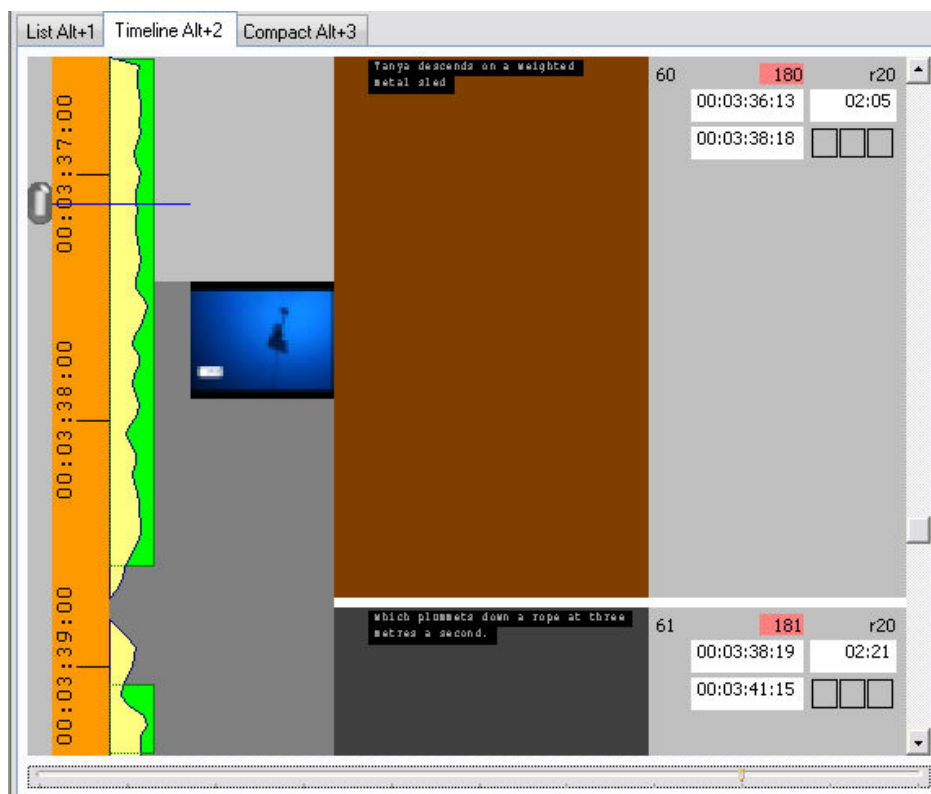 List Alt+1
Timeline Alt+2
Compact Alt+3
00:03:37:00
00:03:38:00
00:03:39:00
Tanya descends on a weighted
metal sled
60 180 r20
00:03:36:13 02:05
00:03:38:18
which plummets down a rope at three
metres a second.
61 181 r20
00:03:38:19 02:21
00:03:41:15